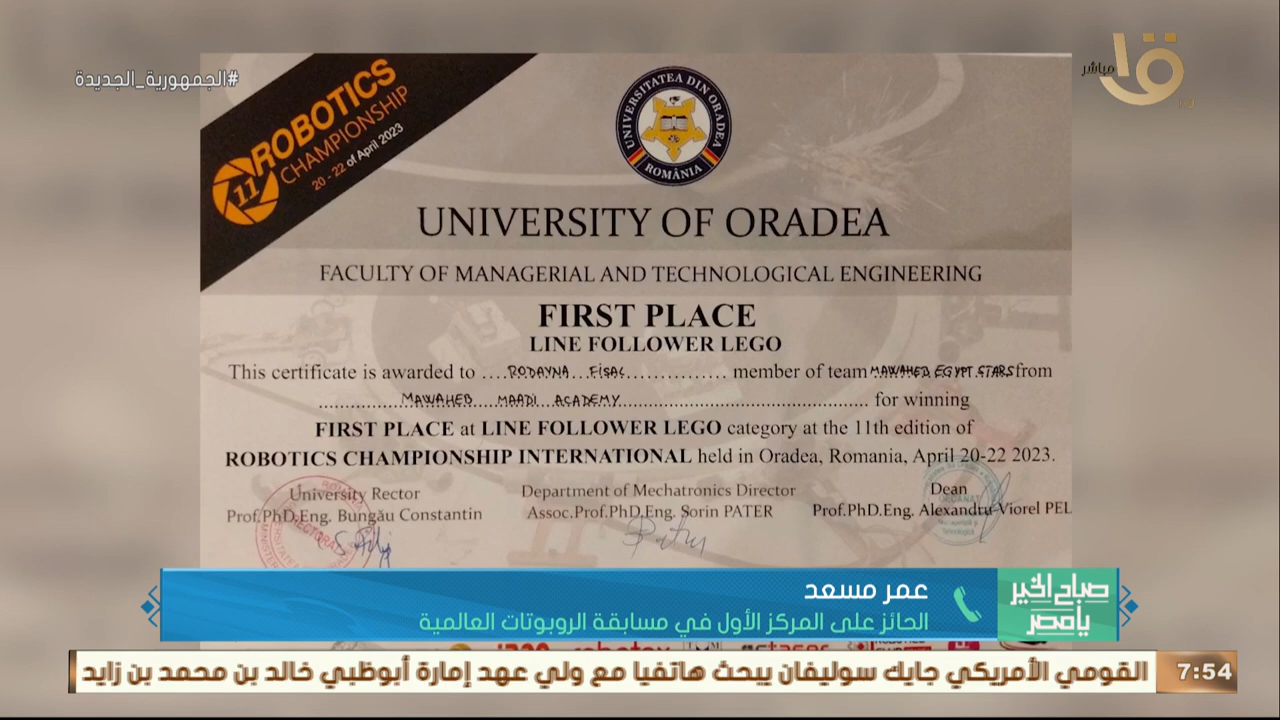 #الجمهورية_الجديدة
مباشر
ROBOTICS
CHAMPIONSHIP
20 - 22 of April 2023
11
UNIVERSITATEA DIN ORADEA
ROMÂNIA
UNIVERSITY OF ORADEA
FACULTY OF MANAGERIAL AND TECHNOLOGICAL ENGINEERING
FIRST PLACE
LINE FOLLOWER LEGO
This certificate is awarded to ....RODAYNA...FISAL............... member of team MAWAHEB EGYPT STARS from
MAWAHEB MAADI ACADEMY for winning
FIRST PLACE at LINE FOLLOWER LEGO category at the 11th edition of
ROBOTICS CHAMPIONSHIP INTERNATIONAL held in Oradea, Romania, April 20-22 2023.
University Rector
Prof.PhD.Eng. Bungău Constantin
Department of Mechatronics Director
Assoc.Prof.PhD.Eng. Sorin PATER
Dean
Prof.PhD.Eng. Alexandru Viorel PEL
صباح الخير
يا مصر
عمر مسعد
الحائز على المركز الأول في مسابقة الروبوتات العالمية
القومي الأمريكي جايك سوليفان يبحث هاتفيا مع ولي عهد إمارة أبوظبي خالد بن محمد بن زايد
7:54